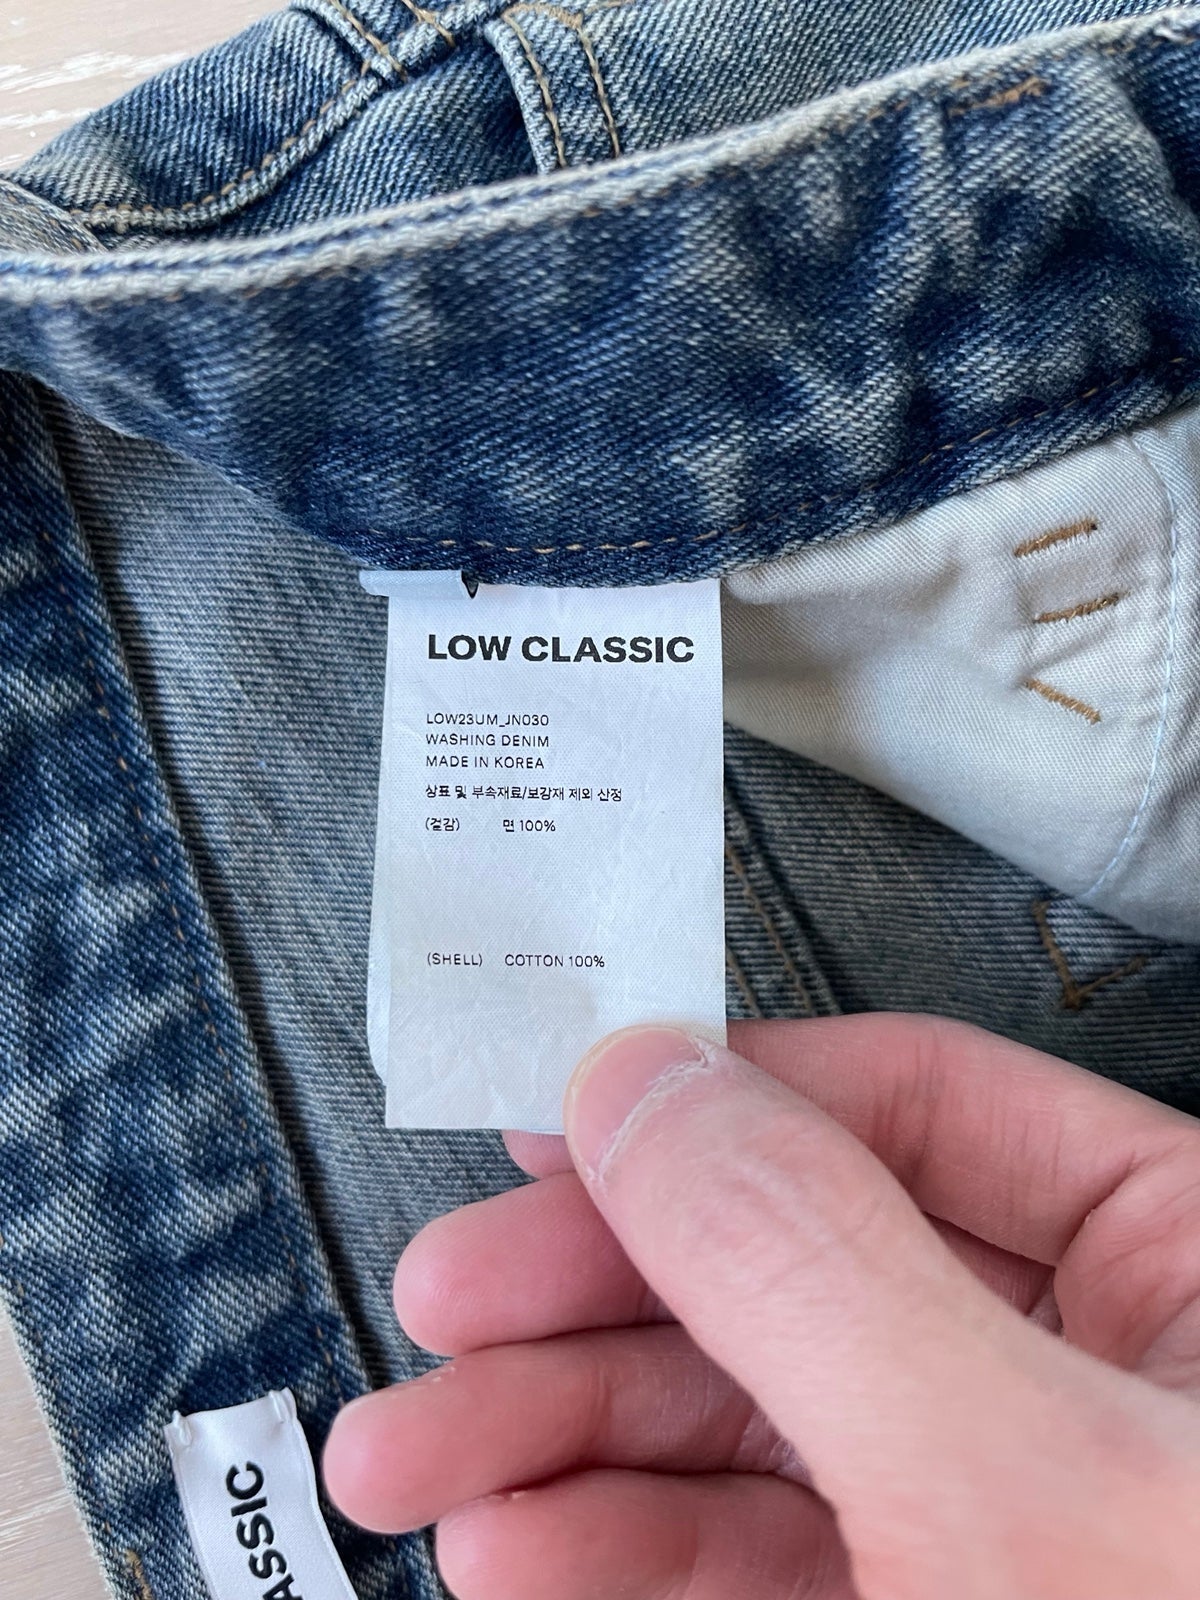 LOW CLASSIC
LOW23UM_JN030
WASHING DENIM
MADE IN KOREA
상표 및 부속재료/보강재 제외 산정
(겉감) 면 100%
(SHELL) COTTON 100%